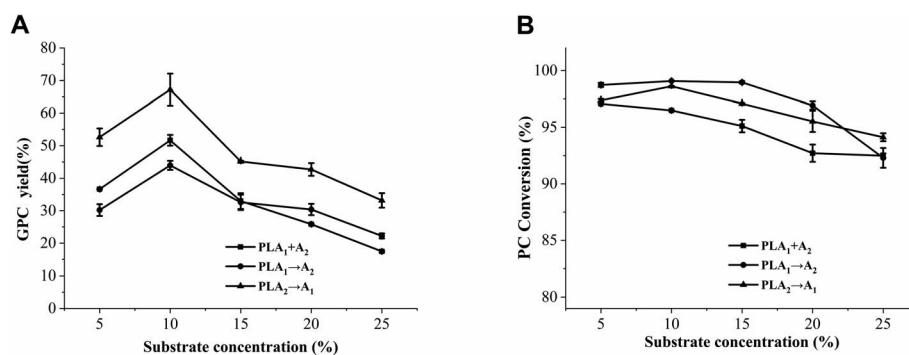 A
80
70
60
50
40
30
20
10
0
GPC yield(%)
PLA₁+A₂
PLA₁→A₂
PLA₂→A₁
5 10 15 20 25
Substrate concentration (%)
B
100
95
90
85
80
PC Conversion (%)
PLA₁+A₂
PLA₁→A₂
PLA₂→A₁
5 10 15 20 25
Substrate concentration (%)